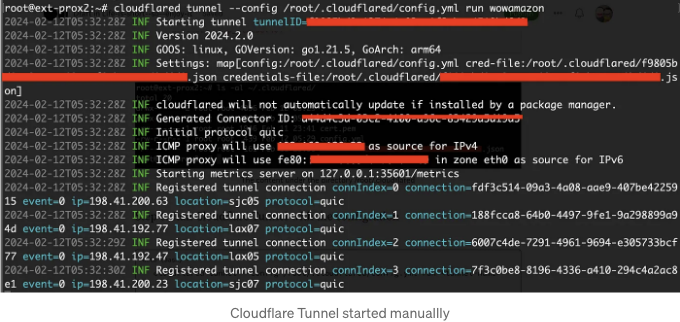 root@ext-prox2:~# cloudflared tunnel --config /root/.cloudflared/config.yml run wowamazon
2024-02-12T05:32:28Z INF Starting tunnel tunnelID=
2024-02-12T05:32:28Z INF Version 2024.2.0
2024-02-12T05:32:28Z INF GOOS: linux, GOVersion: go1.21.5, GoArch: arm64
2024-02-12T05:32:28Z INF Settings: map[config:/root/.cloudflared/config.yml cred-file:/root/.cloudflared/f9805b
.json credentials-file:/root/.cloudflared/ .js
on]
2024-02-12T05:32:28Z INF cloudflared will not automatically update if installed by a package manager.
2024-02-12T05:32:28Z INF Generated Connector ID:
2024-02-12T05:32:28Z INF Initial protocol quic
2024-02-12T05:32:28Z INF ICMP proxy will use as source for IPv4
2024-02-12T05:32:28Z INF ICMP proxy will use fe80: in zone eth0 as source for IPv6
2024-02-12T05:32:28Z INF Starting metrics server on 127.0.0.1:35601/metrics
2024-02-12T05:32:28Z INF Registered tunnel connection connIndex=0 connection=fdf3c514-09a3-4a08-aae9-407be42259
15 event=0 ip=198.41.200.63 location=sjc05 protocol=quic
2024-02-12T05:32:28Z INF Registered tunnel connection connIndex=1 connection=188fcca8-64b0-4497-9fe1-9a298899a9
4d event=0 ip=198.41.192.77 location=lax07 protocol=quic
2024-02-12T05:32:29Z INF Registered tunnel connection connIndex=2 connection=6007c4de-7291-4961-9694-e305733bcf
77 event=0 ip=198.41.192.47 location=lax05 protocol=quic
2024-02-12T05:32:30Z INF Registered tunnel connection connIndex=3 connection=7f3c0be8-8196-4336-a410-294c4a2ac8
e1 event=0 ip=198.41.200.23 location=sjc07 protocol=quic
Cloudflare Tunnel started manuallly